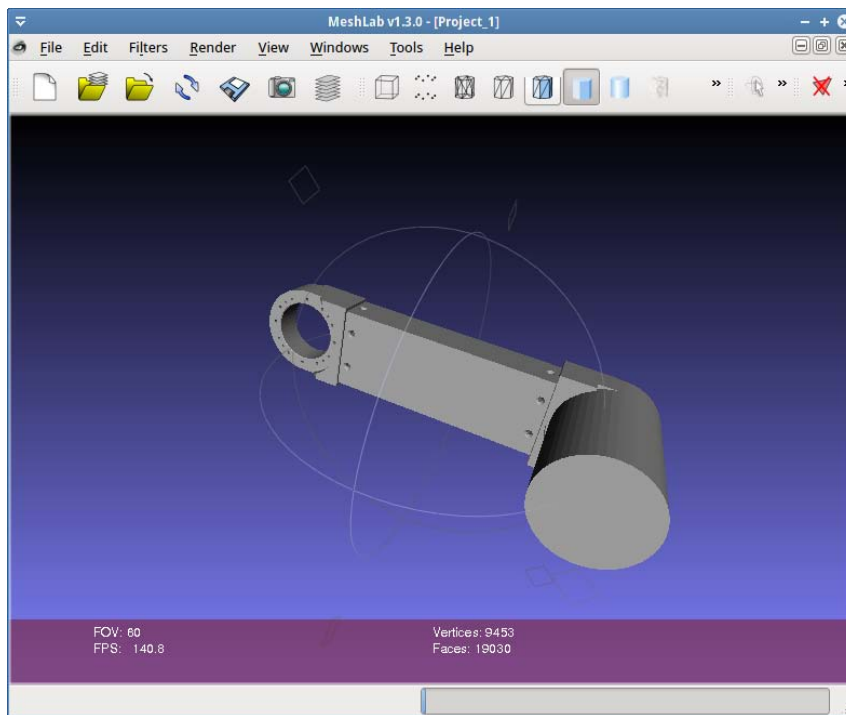 MeshLab v1.3.0 - [Project_1]
File Edit Filters Render View Windows Tools Help
FOV: 60
FPS: 140.8
Vertices: 9453
Faces: 19030